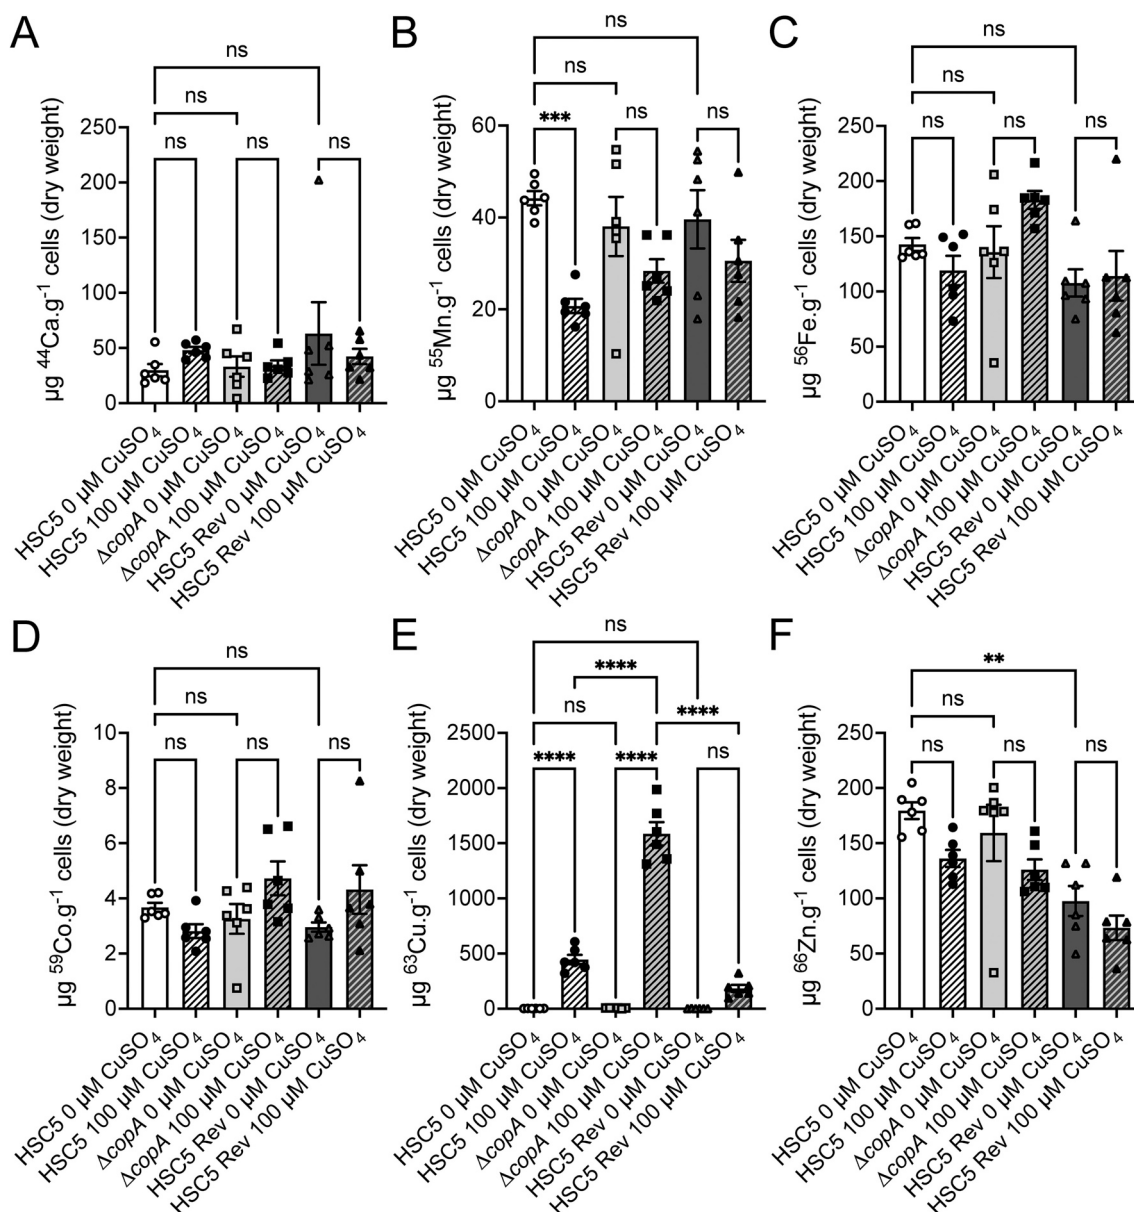 A
ns
ns
ns
ns
ns
µg ⁴⁴Ca.g⁻¹ cells (dry weight)
250
200
150
100
50
0
HSC5 0 µM CuSO₄
HSC5 100 µM CuSO₄
ΔcopA 0 µM CuSO₄
ΔcopA 100 µM CuSO₄
HSC5 Rev 0 µM CuSO₄
HSC5 Rev 100 µM CuSO₄
B
ns
ns
***
ns
ns
µg ⁵⁵Mn.g⁻¹ cells (dry weight)
60
40
20
0
HSC5 0 µM CuSO₄
HSC5 100 µM CuSO₄
ΔcopA 0 µM CuSO₄
ΔcopA 100 µM CuSO₄
HSC5 Rev 0 µM CuSO₄
HSC5 Rev 100 µM CuSO₄
C
ns
ns
ns
ns
ns
µg ⁵⁶Fe.g⁻¹ cells (dry weight)
250
200
150
100
50
0
HSC5 0 µM CuSO₄
HSC5 100 µM CuSO₄
ΔcopA 0 µM CuSO₄
ΔcopA 100 µM CuSO₄
HSC5 Rev 0 µM CuSO₄
HSC5 Rev 100 µM CuSO₄
D
ns
ns
ns
ns
ns
µg ⁵⁹Co.g⁻¹ cells (dry weight)
10
8
6
4
2
0
HSC5 0 µM CuSO₄
HSC5 100 µM CuSO₄
ΔcopA 0 µM CuSO₄
ΔcopA 100 µM CuSO₄
HSC5 Rev 0 µM CuSO₄
HSC5 Rev 100 µM CuSO₄
E
ns
****
ns
****
****
****
ns
µg ⁶³Cu.g⁻¹ cells (dry weight)
2500
2000
1500
1000
500
0
HSC5 0 µM CuSO₄
HSC5 100 µM CuSO₄
ΔcopA 0 µM CuSO₄
ΔcopA 100 µM CuSO₄
HSC5 Rev 0 µM CuSO₄
HSC5 Rev 100 µM CuSO₄
F
**
ns
ns
ns
ns
µg ⁶⁶Zn.g⁻¹ cells (dry weight)
250
200
150
100
50
0
HSC5 0 µM CuSO₄
HSC5 100 µM CuSO₄
ΔcopA 0 µM CuSO₄
ΔcopA 100 µM CuSO₄
HSC5 Rev 0 µM CuSO₄
HSC5 Rev 100 µM CuSO₄